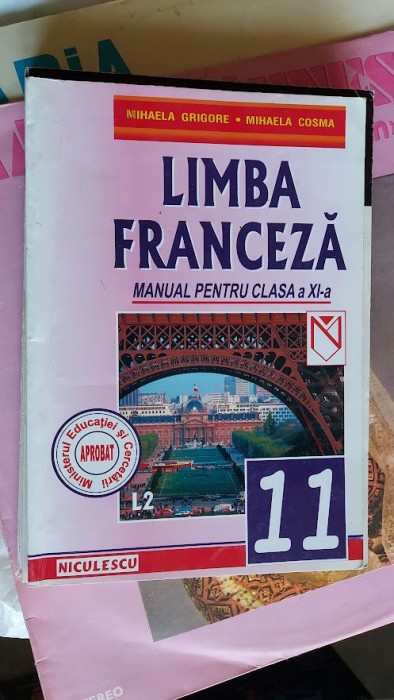 MIHAELA GRIGORE • MIHAELA COSMA
LIMBA
FRANCEZĂ
MANUAL PENTRU CLASA a XI-a
Ministerul Educației și Cercetării
APROBAT
L2
11
NICULESCU